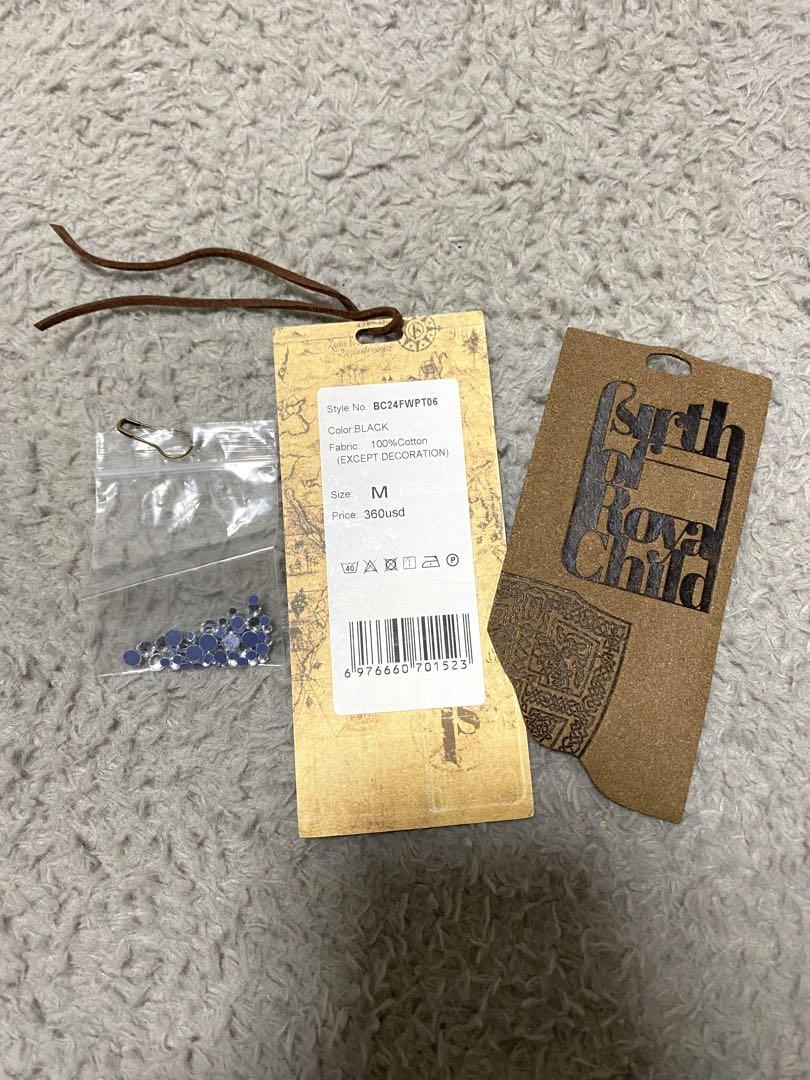 Style No. BC24FWPT06
Color:BLACK
Fabric: 100%Cotton
(EXCEPT DECORATION)
Size: M
Price: 360usd
40
P
6 976660 701523
Birth
of
Royal
Child